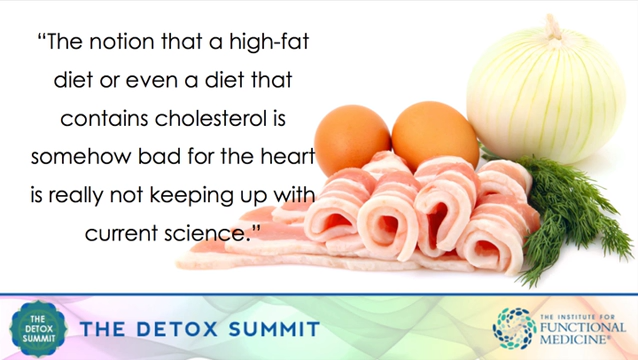 “The notion that a high-fat
diet or even a diet that
contains cholesterol is
somehow bad for the heart
is really not keeping up with
current science.”
THE
DETOX
SUMMIT
THE DETOX SUMMIT
THE INSTITUTE FOR
FUNCTIONAL
MEDICINE®